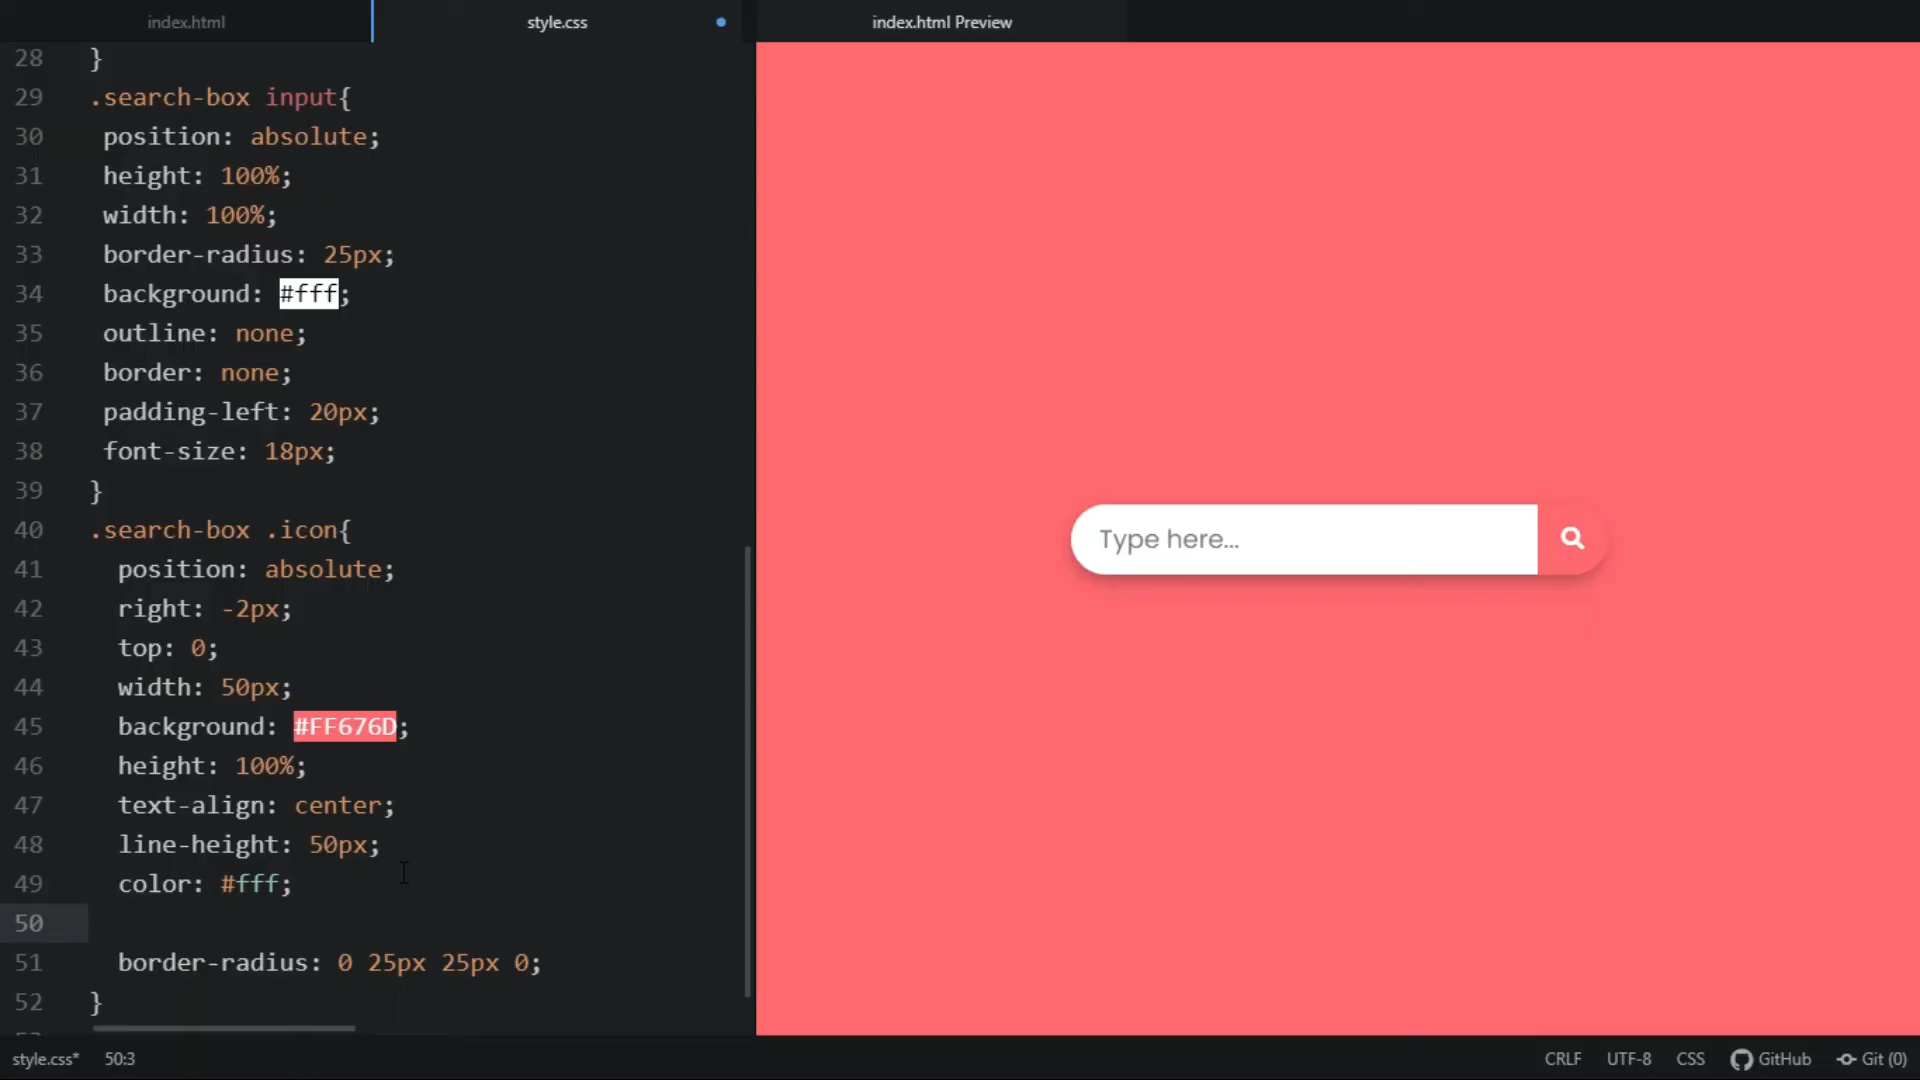 index.html
style.css
index.html Preview
28 }
29 .search-box input{
30 position: absolute;
31 height: 100%;
32 width: 100%;
33 border-radius: 25px;
34 background: #fff;
35 outline: none;
36 border: none;
37 padding-left: 20px;
38 font-size: 18px;
39 }
40 .search-box .icon{
41 position: absolute;
42 right: -2px;
43 top: 0;
44 width: 50px;
45 background: #FF676D;
46 height: 100%;
47 text-align: center;
48 line-height: 50px;
49 color: #fff;
50
51 border-radius: 0 25px 25px 0;
52 }
Type here...
style.css* 50:3
CRLF UTF-8 CSS GitHub Git (0)